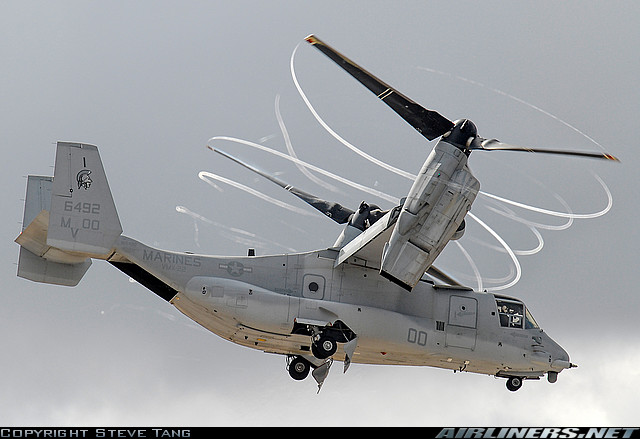 6492
MV 00
MARINES
00
COPYRIGHT STEVE TANG
AIRLINERS.NET